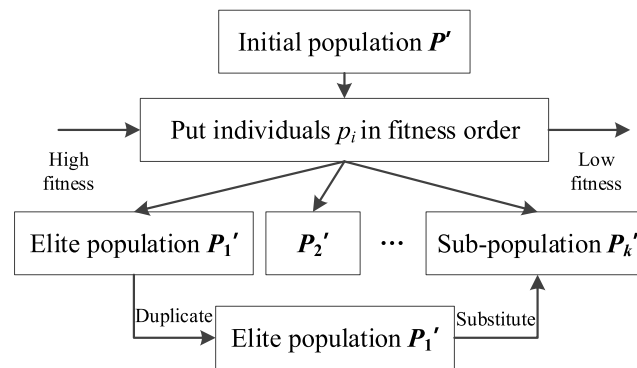 Initial population P′
Put individuals pᵢ in fitness order
High
fitness
Low
fitness
Elite population P₁′
P₂′
···
Sub-population Pₖ′
Duplicate
Elite population P₁′
Substitute